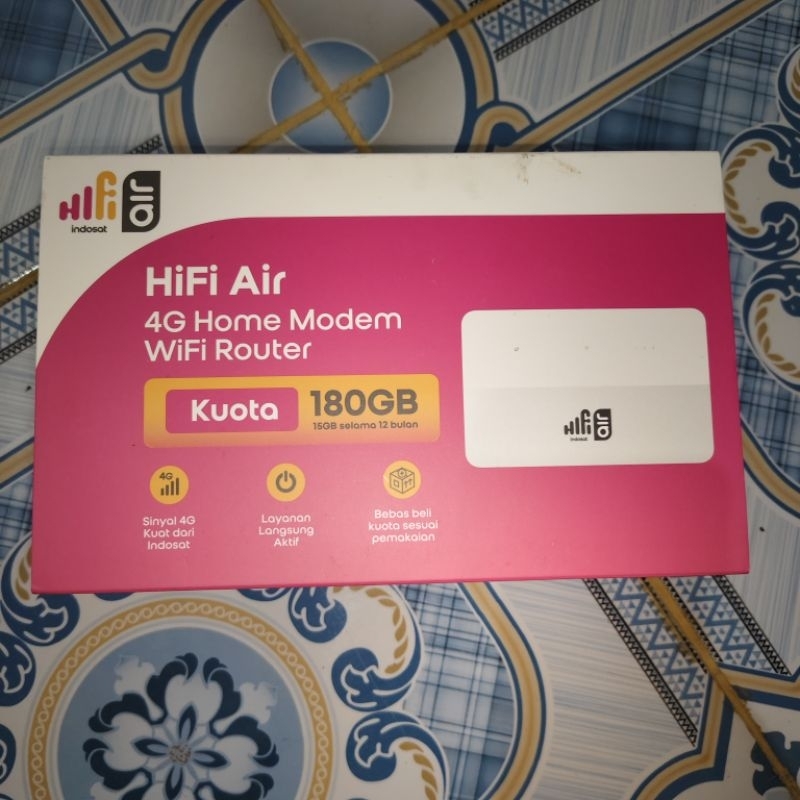 HiFi air
indosat
HiFi Air
4G Home Modem
WiFi Router
Kuota 180GB
15GB selama 12 bulan
4G
Sinyal 4G
Kuat dari
Indosat
Layanan
Langsung
Aktif
Bebas beli
kuota sesuai
pemakaian
HiFi air
indosat